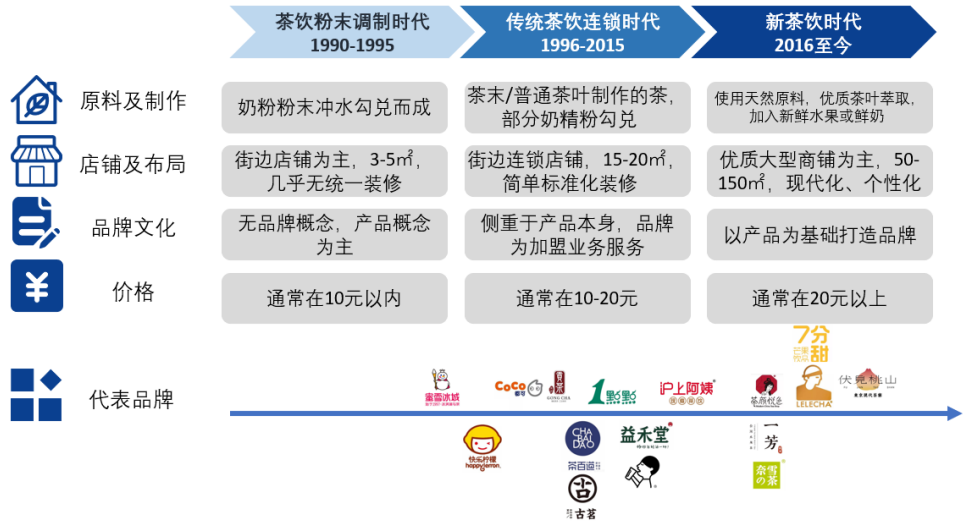 茶饮粉末调制时代
1990-1995
传统茶饮连锁时代
1996-2015
新茶饮时代
2016至今
原料及制作
奶粉粉末冲水勾兑而成
茶末/普通茶叶制作的茶,
部分奶精粉勾兑
使用天然原料,优质茶叶萃取,
加入新鲜水果或鲜奶
店铺及布局
街边店铺为主,3-5㎡,
几乎无统一装修
街边连锁店铺,15-20㎡,
简单标准化装修
优质大型商铺为主,50-
150㎡,现代化、个性化
品牌文化
无品牌概念,产品概念
为主
侧重于产品本身,品牌
为加盟业务服务
以产品为基础打造品牌
价格
¥
通常在10元以内
通常在10-20元
通常在20元以上
代表品牌
蜜雪冰城
CoCo
都可
贡茶
GONG CHA
1點點
沪上阿姨
茶颜悦色
7分
甜
LELECHA
伏見桃山
快乐柠檬
happylemon
CHA
BAI
DAO
茶百道
古茗
益禾堂
一芳
奈雪
の茶